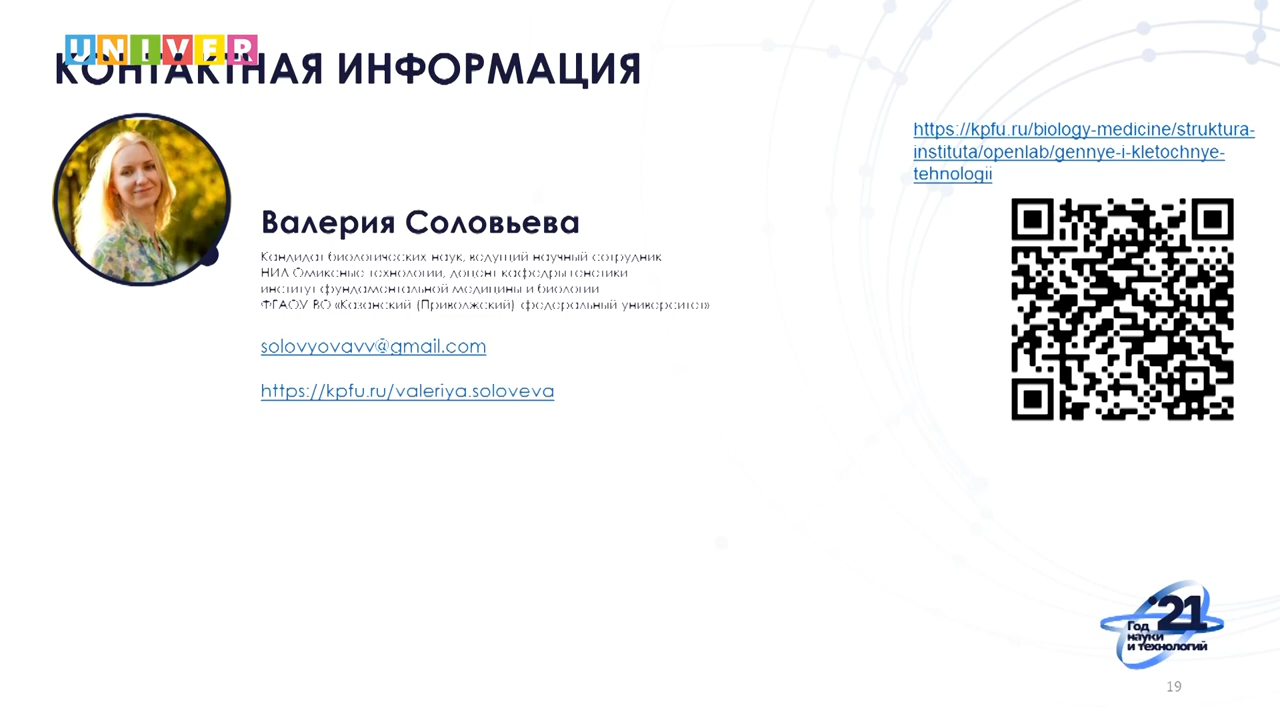 UNIVER
КОНТАКТНАЯ ИНФОРМАЦИЯ
https://kpfu.ru/biology-medicine/struktura-
instituta/openlab/gennye-i-kletochnye-
tehnologii
Валерия Соловьева
Кандидат биологических наук, ведущий научный сотрудник
НИЛ Омиксные технологии, доцент кафедры генетики
институт фундаментальной медицины и биологии
ФГАОУ ВО «Казанский (Приволжский) федеральный университет»
solovyovavv@gmail.com
https://kpfu.ru/valeriya.soloveva
'21
Год
науки
и технологий
19